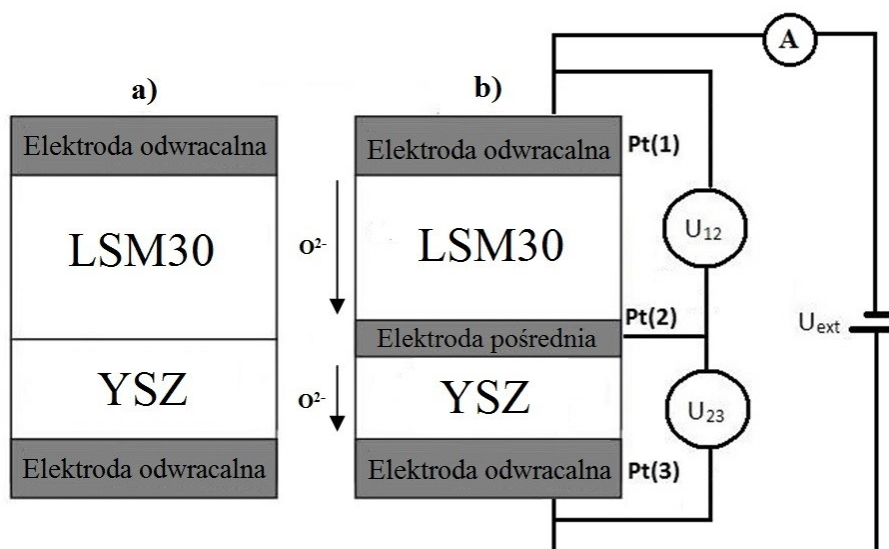 a)
Elektroda odwracalna
LSM30
YSZ
Elektroda odwracalna
b)
Elektroda odwracalna
Pt(1)
O²⁻
LSM30
Elektroda pośrednia
Pt(2)
O²⁻
YSZ
Elektroda odwracalna
Pt(3)
A
U₁₂
U₂₃
Uₑₓₜ